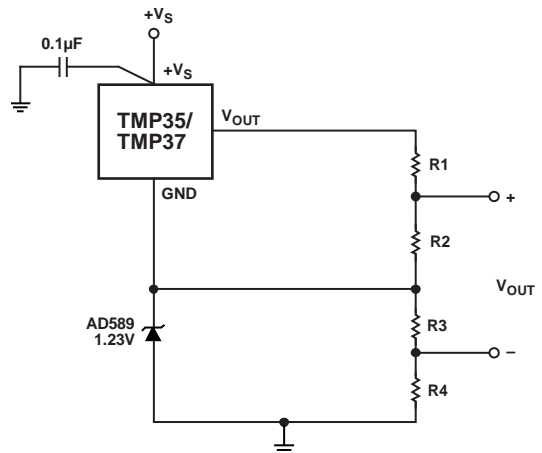 +VS
0.1µF
+VS
TMP35/
TMP37
VOUT
R1
GND
+
R2
VOUT
AD589
1.23V
R3
−
R4